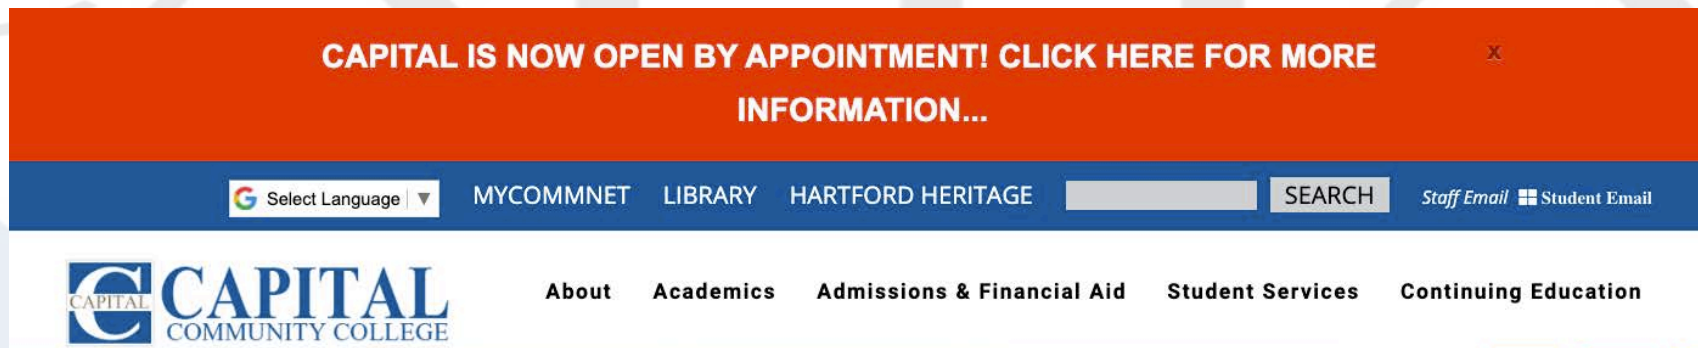 CAPITAL IS NOW OPEN BY APPOINTMENT! CLICK HERE FOR MORE
INFORMATION...
x
Select Language ▼
MYCOMMNET
LIBRARY
HARTFORD HERITAGE
SEARCH
Staff Email
Student Email
CAPITAL
CAPITAL
COMMUNITY COLLEGE
About
Academics
Admissions & Financial Aid
Student Services
Continuing Education